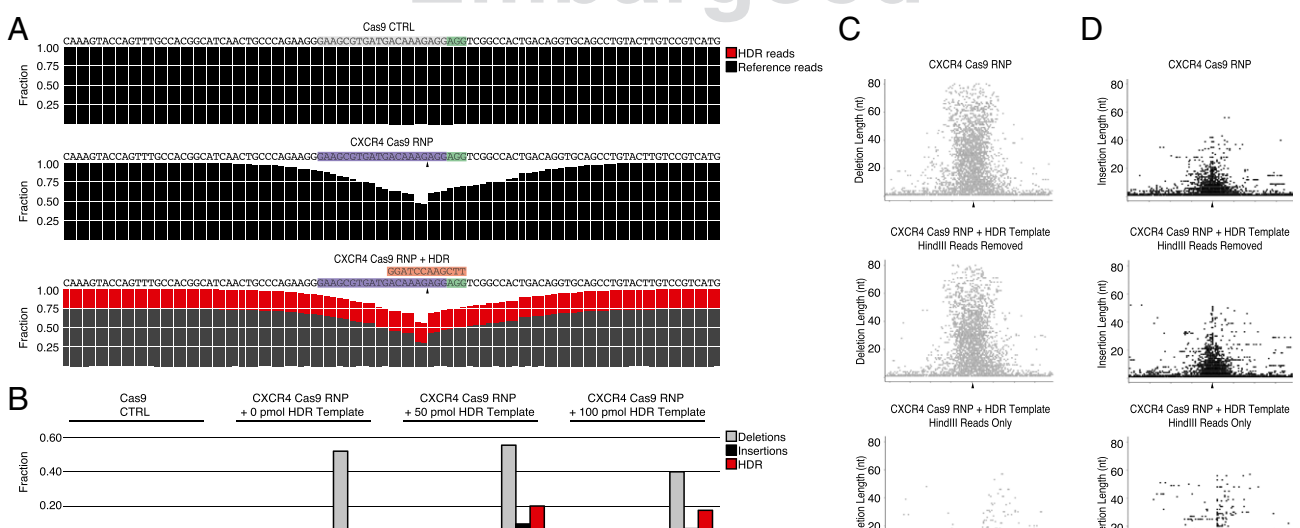 Embargoed
A
Cas9 CTRL
CAAAGTACCAGTTTGCCACGGCATCAACTGCCCAGAAGGGAAGCGTGATGACAAAGAGGAGGTCGGCCACTGACAGGTGCAGCCTGTACTTGTCCGTCATG
1.00
0.75
0.50
0.25
Fraction
HDR reads
Reference reads
CXCR4 Cas9 RNP
CAAAGTACCAGTTTGCCACGGCATCAACTGCCCAGAAGGGAAGCGTGATGACAAAGAGGAGGTCGGCCACTGACAGGTGCAGCCTGTACTTGTCCGTCATG
1.00
0.75
0.50
0.25
Fraction
CXCR4 Cas9 RNP + HDR
GGATCCAAGCTT
CAAAGTACCAGTTTGCCACGGCATCAACTGCCCAGAAGGGAAGCGTGATGACAAAGAGGAGGTCGGCCACTGACAGGTGCAGCCTGTACTTGTCCGTCATG
1.00
0.75
0.50
0.25
Fraction
B
Cas9
CTRL
CXCR4 Cas9 RNP
+ 0 pmol HDR Template
CXCR4 Cas9 RNP
+ 50 pmol HDR Template
CXCR4 Cas9 RNP
+ 100 pmol HDR Template
0.60
0.40
0.20
Fraction
Deletions
Insertions
HDR
C
CXCR4 Cas9 RNP
80
60
40
20
Deletion Length (nt)
CXCR4 Cas9 RNP + HDR Template
HindIII Reads Removed
80
60
40
20
Deletion Length (nt)
CXCR4 Cas9 RNP + HDR Template
HindIII Reads Only
80
60
40
20
Length (nt)
D
CXCR4 Cas9 RNP
80
60
40
20
Insertion Length (nt)
CXCR4 Cas9 RNP + HDR Template
HindIII Reads Removed
80
60
40
20
Insertion Length (nt)
CXCR4 Cas9 RNP + HDR Template
HindIII Reads Only
80
60
40
20
Length (nt)